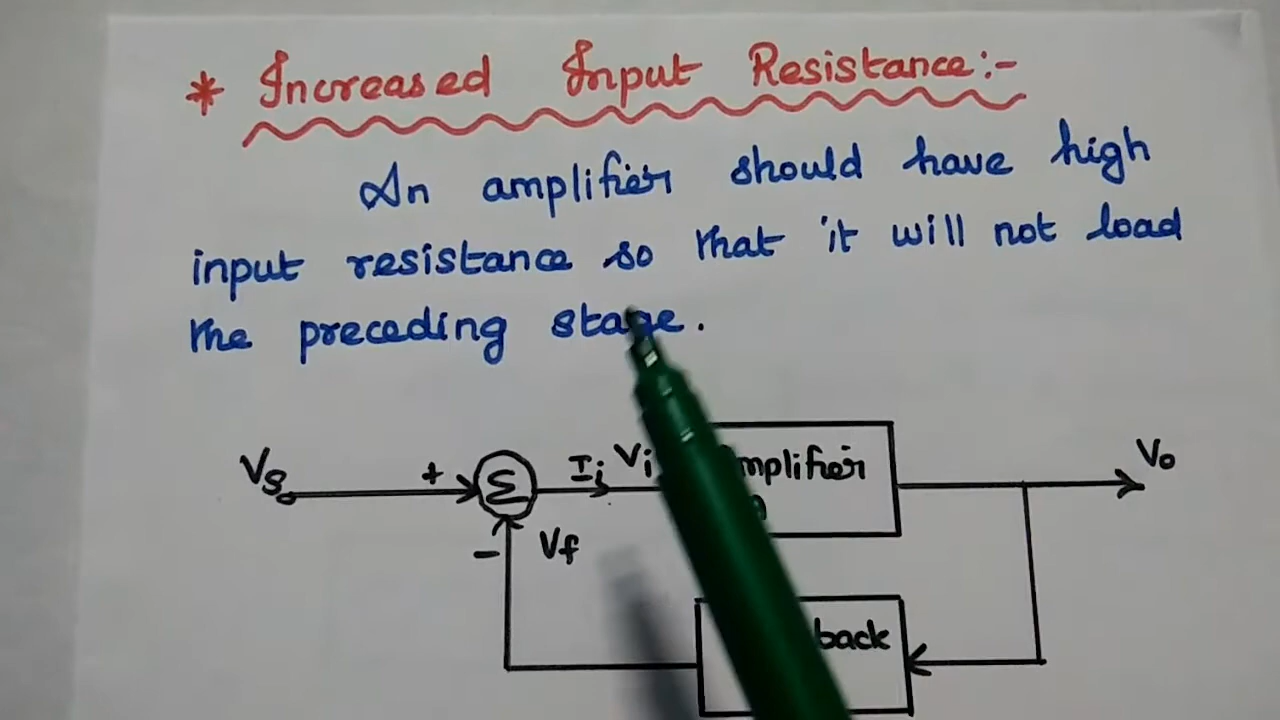 * Increased Input Resistance:-
An amplifier should have high
input resistance so that it will not load
the preceding stage.
Vs + Σ Ii Vi mplifier Vo
- Vf
back